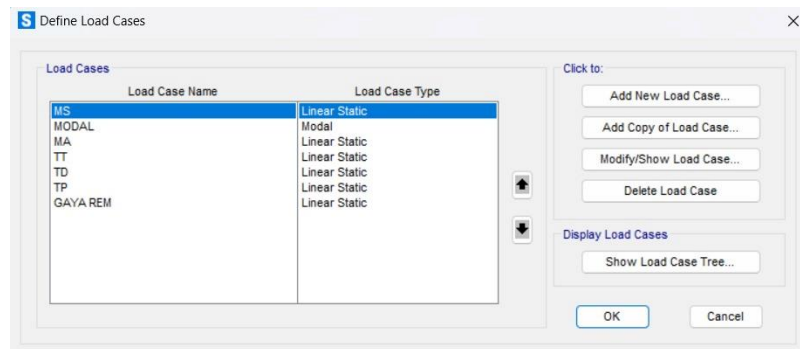 S Define Load Cases
Load Cases
Click to:
Load Case Name Load Case Type
MS Linear Static
MODAL Modal
MA Linear Static
TT Linear Static
TD Linear Static
TP Linear Static
GAYA REM Linear Static
Add New Load Case...
Add Copy of Load Case...
Modify/Show Load Case...
Delete Load Case
Display Load Cases
Show Load Case Tree...
OK Cancel